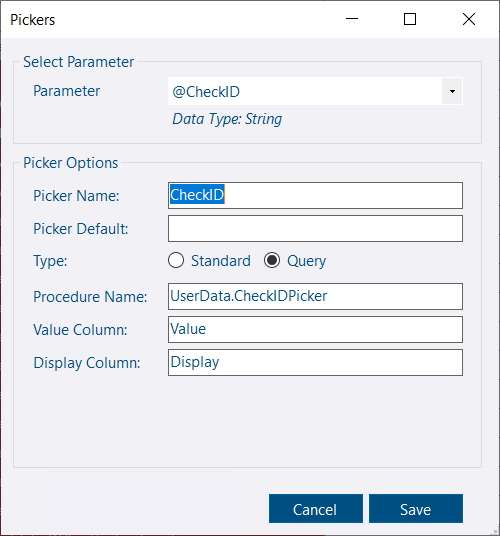 Pickers
Select Parameter
Parameter @CheckID
Data Type: String
Picker Options
Picker Name: CheckID
Picker Default:
Type: Standard Query
Procedure Name: UserData.CheckIDPicker
Value Column: Value
Display Column: Display
Cancel Save